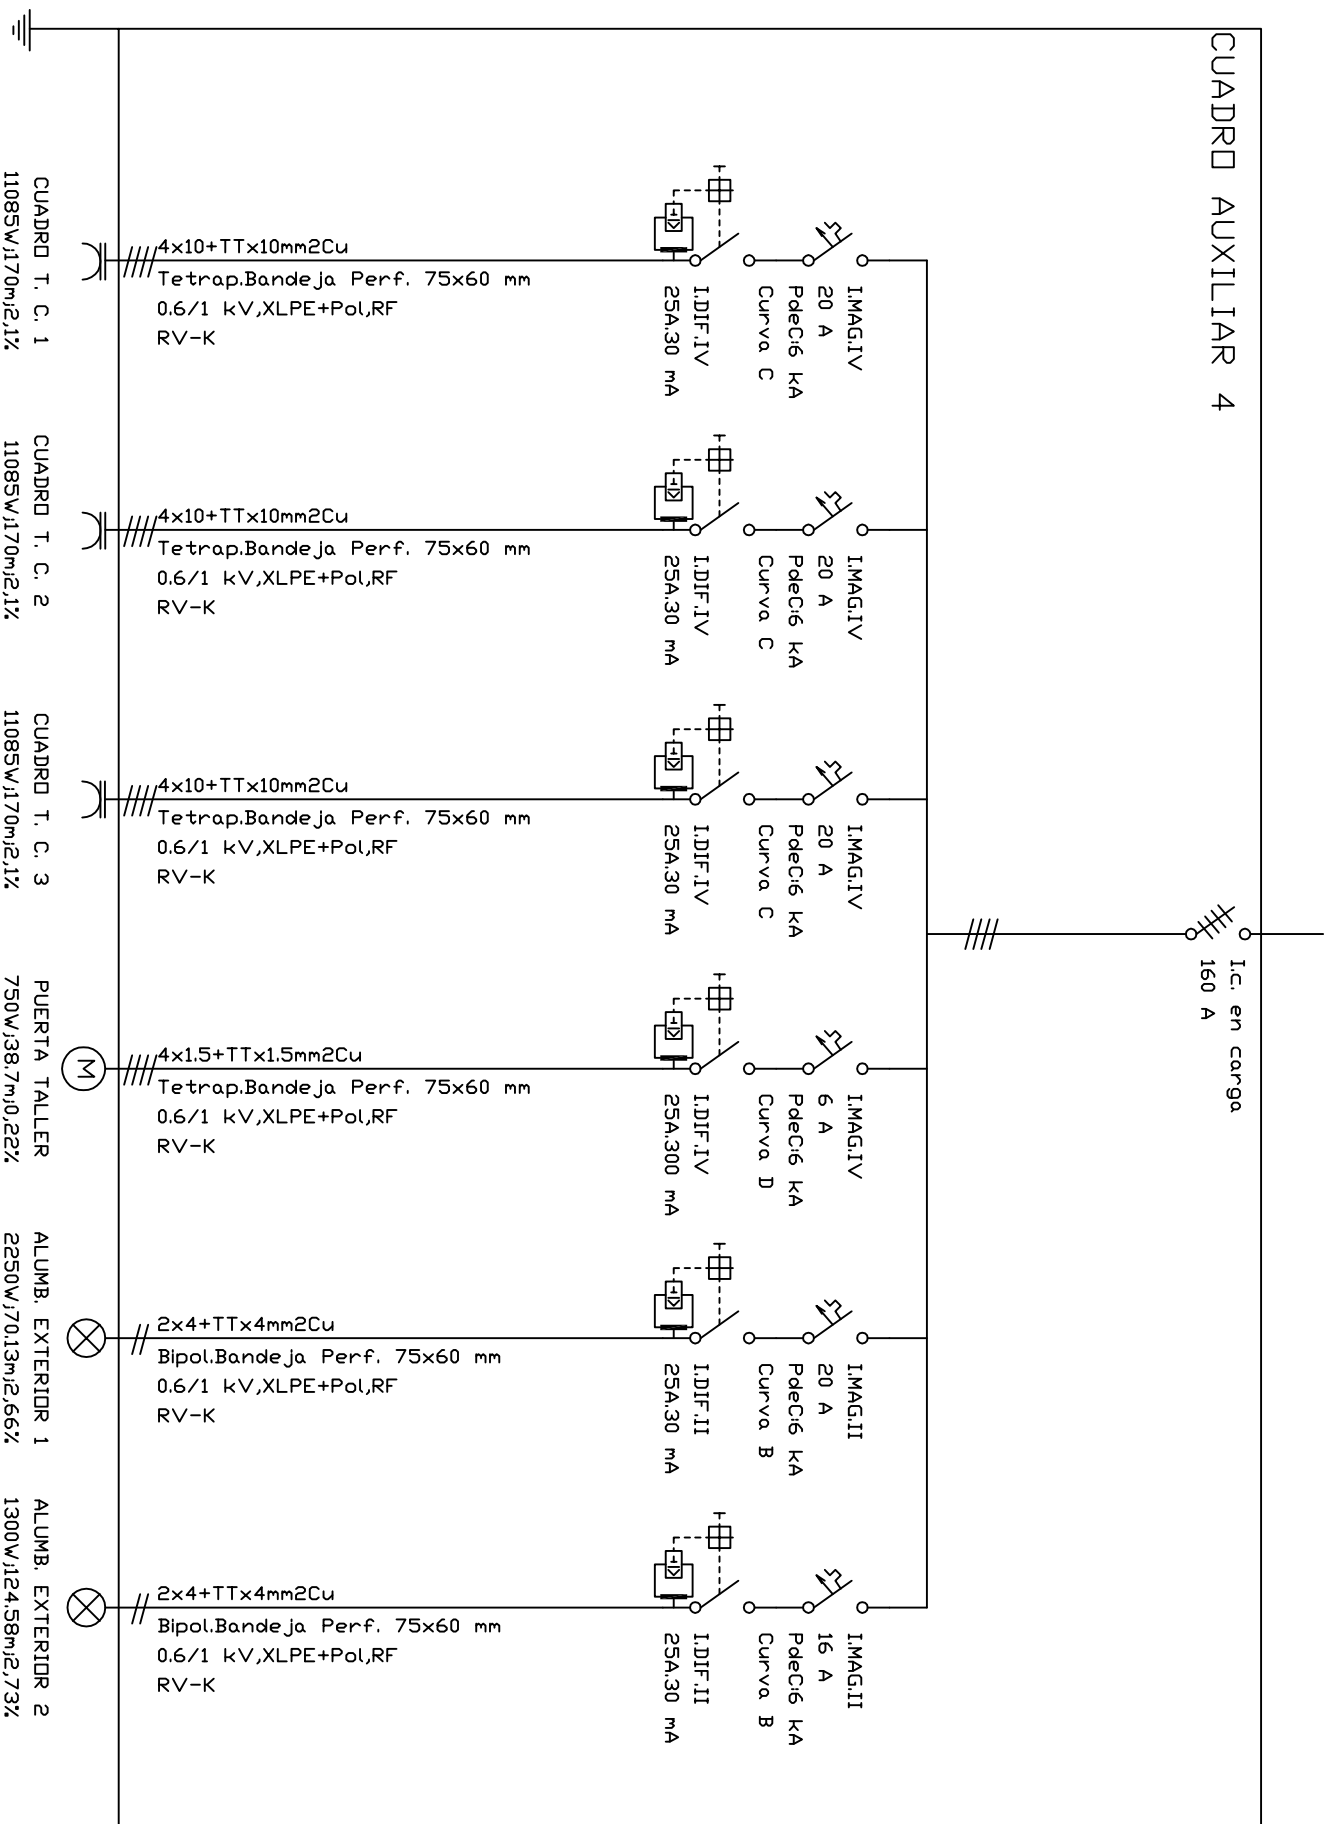 CUADRO AUXILIAR 4
I.c. en carga
160 A
I.MAG.IV
20 A
PdeC:6 kA
Curva C
I.DIF.IV
25A.30 mA
4x10+TTx10mm2Cu
Tetrap.Bandeja Perf. 75x60 mm
0.6/1 kV,XLPE+Pol,RF
RV-K
CUADRO T. C. 1
11085W;170m;2,1%
I.MAG.IV
20 A
PdeC:6 kA
Curva C
I.DIF.IV
25A.30 mA
4x10+TTx10mm2Cu
Tetrap.Bandeja Perf. 75x60 mm
0.6/1 kV,XLPE+Pol,RF
RV-K
CUADRO T. C. 2
11085W;170m;2,1%
I.MAG.IV
20 A
PdeC:6 kA
Curva C
I.DIF.IV
25A.30 mA
4x10+TTx10mm2Cu
Tetrap.Bandeja Perf. 75x60 mm
0.6/1 kV,XLPE+Pol,RF
RV-K
CUADRO T. C. 3
11085W;170m;2,1%
I.MAG.IV
6 A
PdeC:6 kA
Curva D
I.DIF.IV
25A.300 mA
4x1.5+TTx1.5mm2Cu
Tetrap.Bandeja Perf. 75x60 mm
0.6/1 kV,XLPE+Pol,RF
RV-K
M
PUERTA TALLER
750W;38.7m;0,22%
I.MAG.II
20 A
PdeC:6 kA
Curva B
I.DIF.II
25A.30 mA
2x4+TTx4mm2Cu
Bipol.Bandeja Perf. 75x60 mm
0.6/1 kV,XLPE+Pol,RF
RV-K
ALUMB. EXTERIOR 1
2250W;70.13m;2,66%
I.MAG.II
16 A
PdeC:6 kA
Curva B
I.DIF.II
25A.30 mA
2x4+TTx4mm2Cu
Bipol.Bandeja Perf. 75x60 mm
0.6/1 kV,XLPE+Pol,RF
RV-K
ALUMB. EXTERIOR 2
1300W;124.58m;2,73%